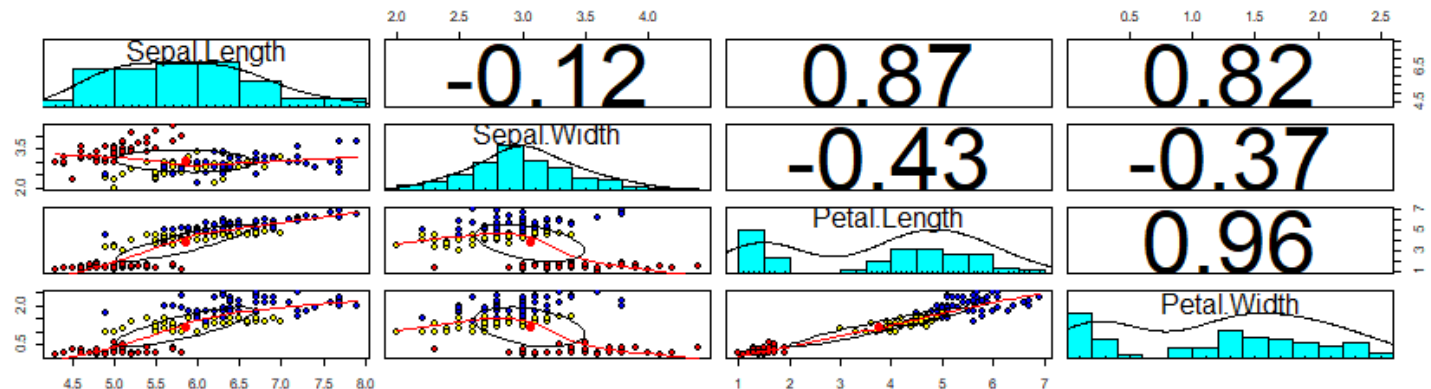 2.0 2.5 3.0 3.5 4.0 0.5 1.0 1.5 2.0 2.5
Sepal.Length -0.12 0.87 0.82 4.5 6.5
2.0 3.5 Sepal.Width -0.43 -0.37
Petal.Length 0.96 1 3 5 7
0.5 2.0 Petal.Width
4.5 5.0 5.5 6.0 6.5 7.0 7.5 8.0 1 2 3 4 5 6 7